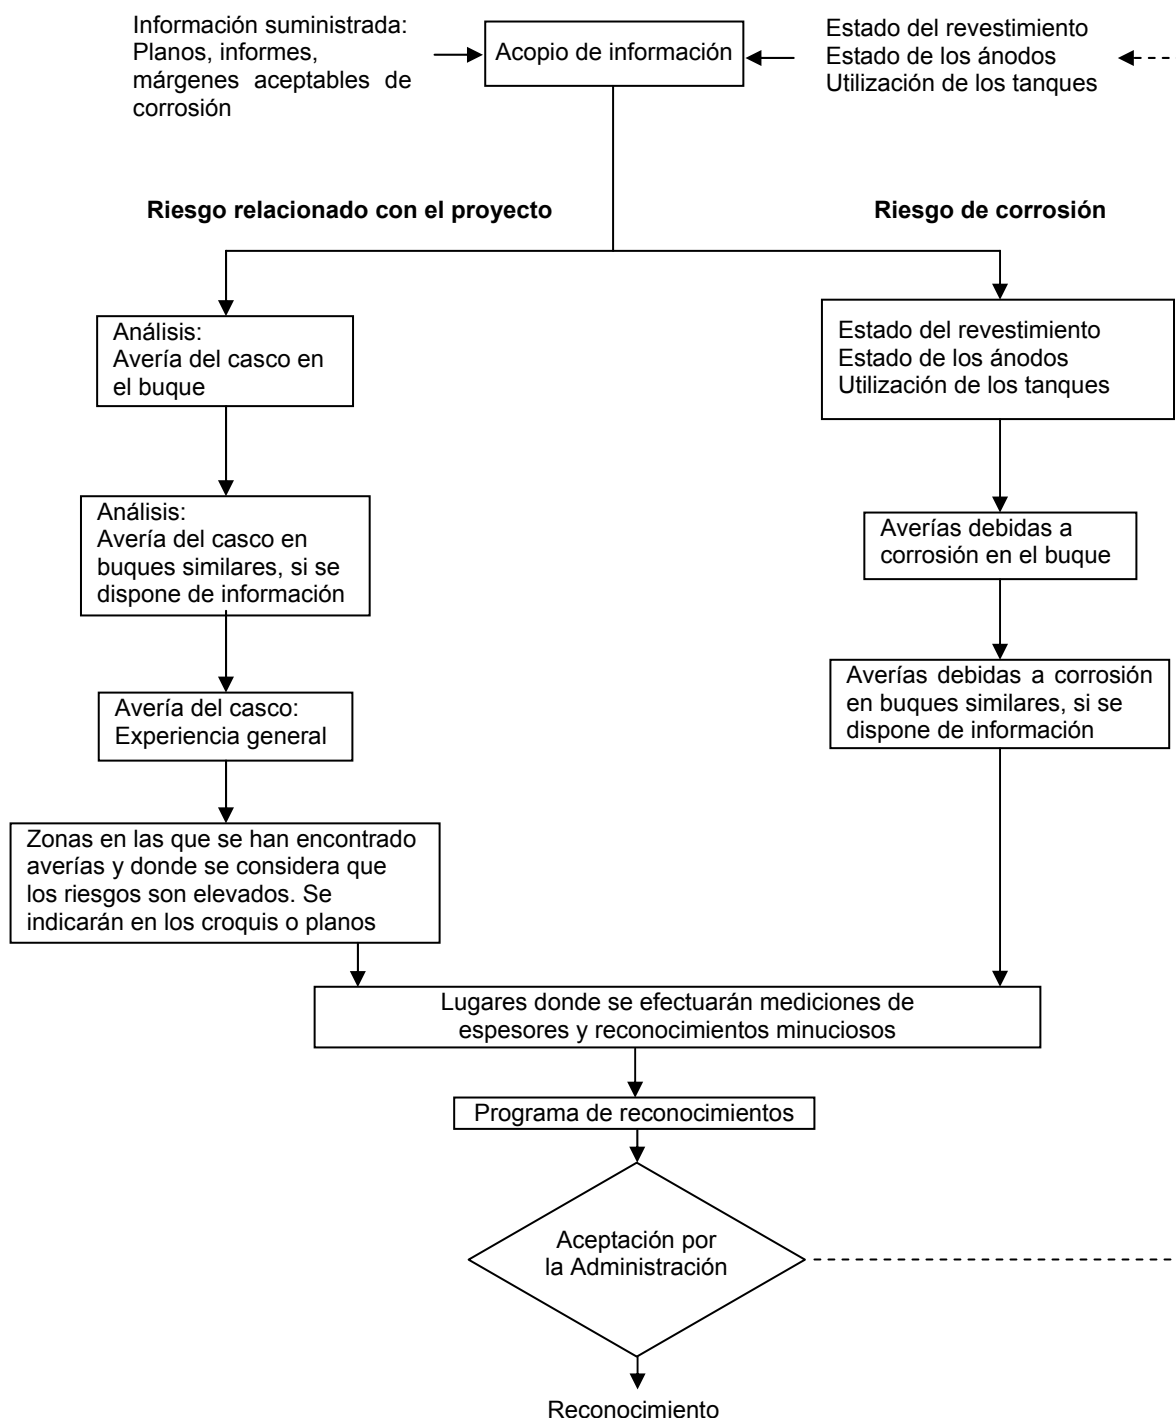 Información suministrada:
Planos, informes,
márgenes aceptables de
corrosión
Acopio de información
Estado del revestimiento
Estado de los ánodos
Utilización de los tanques
Riesgo relacionado con el proyecto
Riesgo de corrosión
Análisis:
Avería del casco en
el buque
Estado del revestimiento
Estado de los ánodos
Utilización de los tanques
Análisis:
Avería del casco en
buques similares, si se
dispone de información
Averías debidas a
corrosión en el buque
Avería del casco:
Experiencia general
Averías debidas a corrosión
en buques similares, si se
dispone de información
Zonas en las que se han encontrado
averías y donde se considera que
los riesgos son elevados. Se
indicarán en los croquis o planos
Lugares donde se efectuarán mediciones de
espesores y reconocimientos minuciosos
Programa de reconocimientos
Aceptación por
la Administración
Reconocimiento